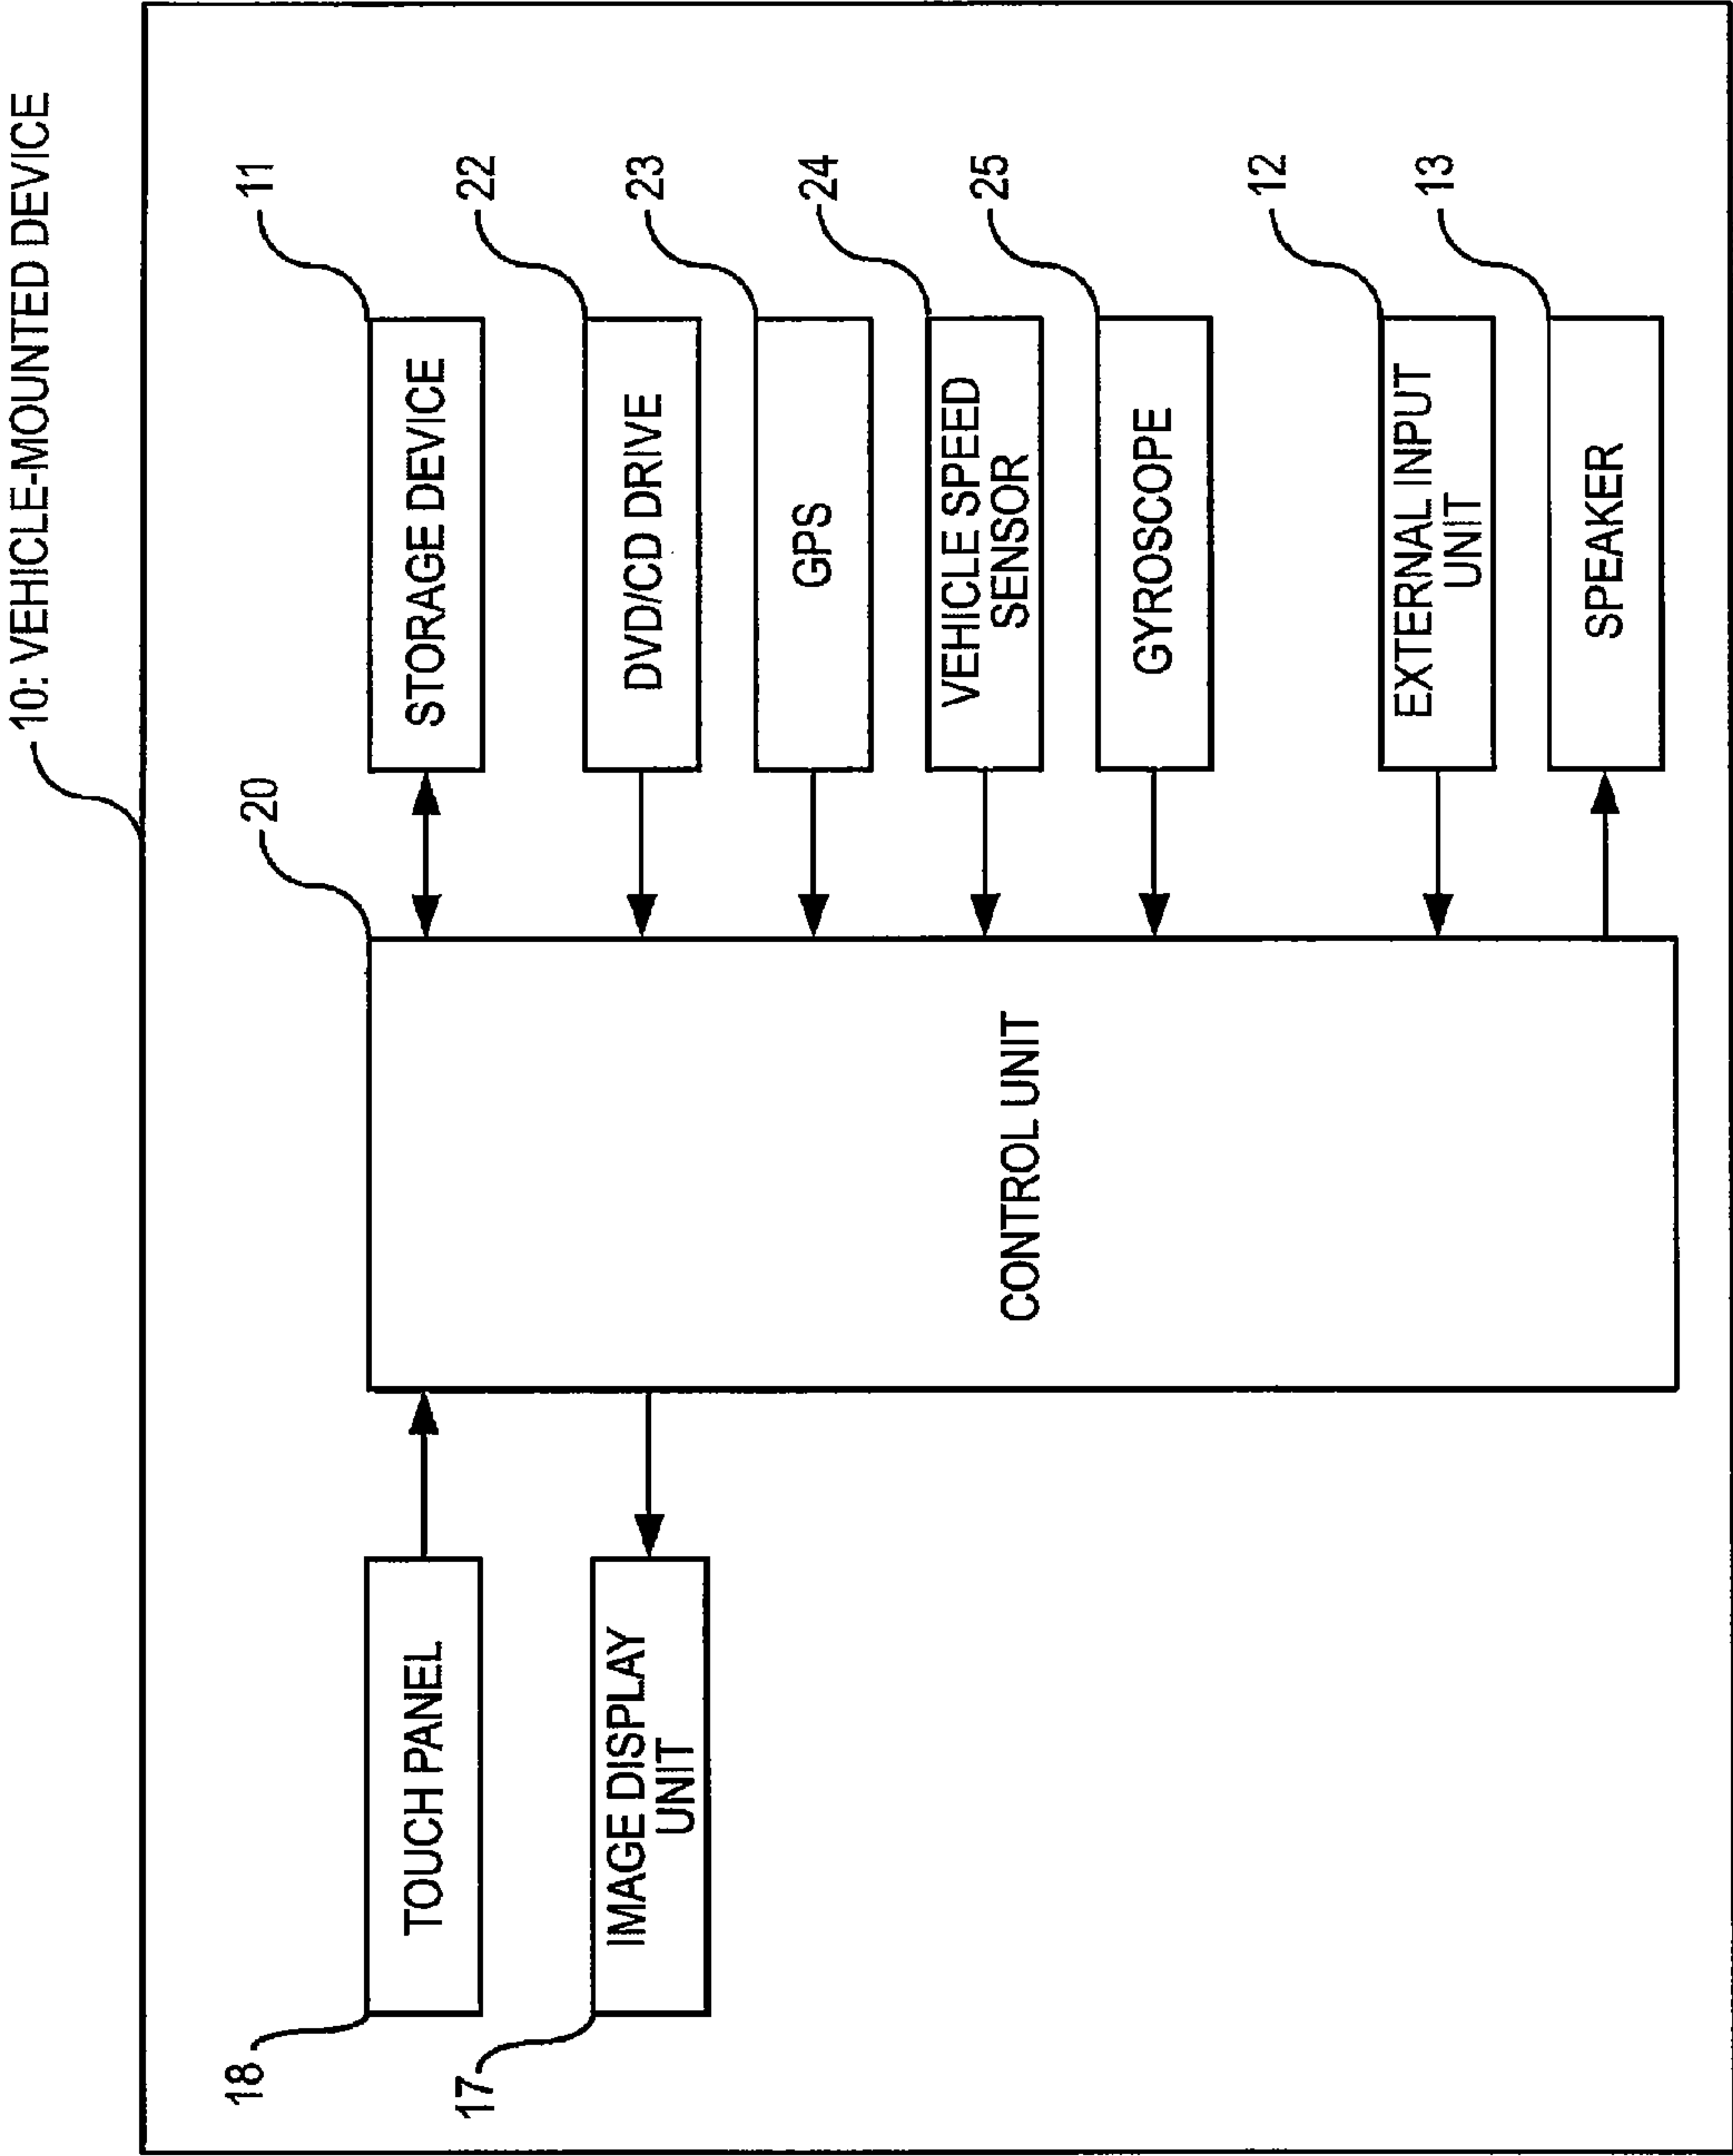 10: VEHICLE-MOUNTED DEVICE
18
TOUCH PANEL
17
IMAGE DISPLAY
UNIT
20
CONTROL UNIT
11
STORAGE DEVICE
22
DVD/CD DRIVE
23
GPS
24
VEHICLE SPEED
SENSOR
25
GYROSCOPE
12
EXTERNAL INPUT
UNIT
13
SPEAKER